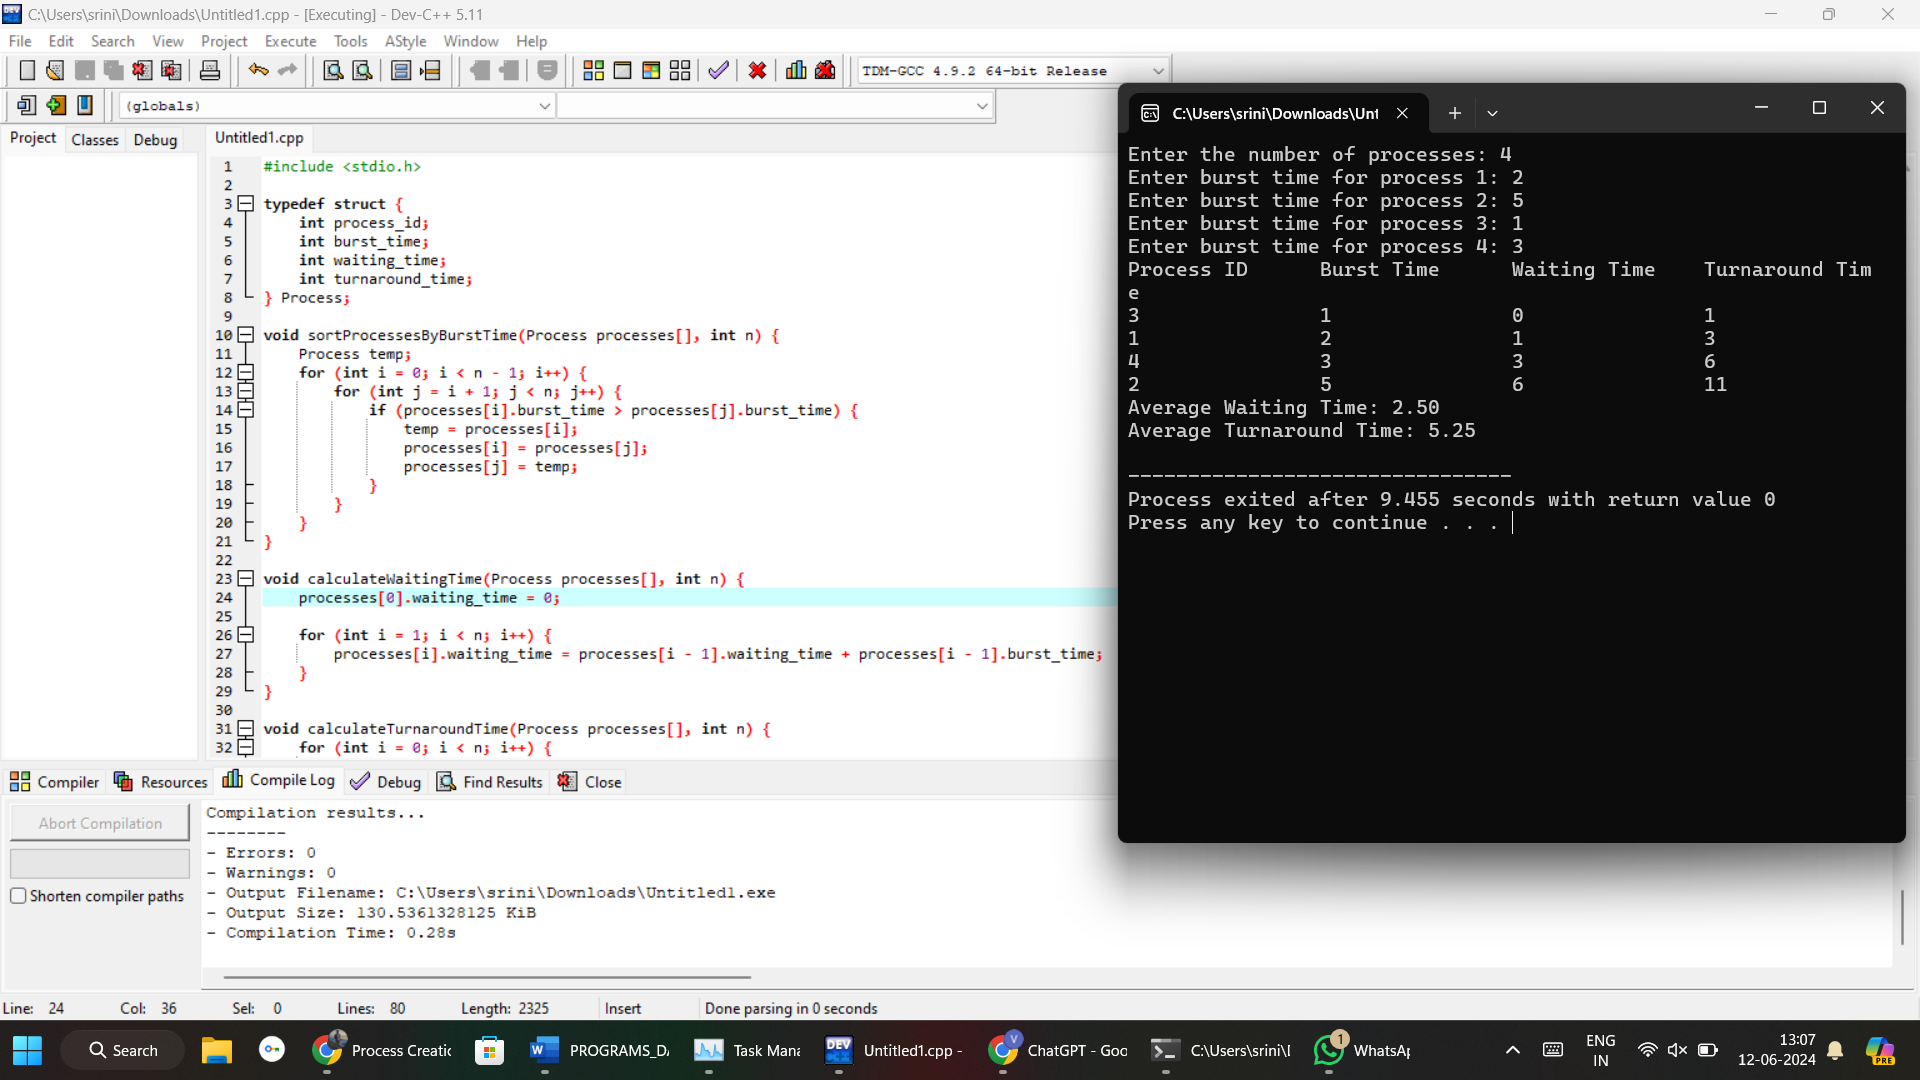 C:\Users\srini\Downloads\Untitled1.cpp - [Executing] - Dev-C++ 5.11
File Edit Search View Project Execute Tools AStyle Window Help
TDM-GCC 4.9.2 64-bit Release
(globals)
Project Classes Debug
Untitled1.cpp
1 #include <stdio.h>
2
3 typedef struct {
4 int process_id;
5 int burst_time;
6 int waiting_time;
7 int turnaround_time;
8 } Process;
9
10 void sortProcessesByBurstTime(Process processes[], int n) {
11 Process temp;
12 for (int i = 0; i < n - 1; i++) {
13 for (int j = i + 1; j < n; j++) {
14 if (processes[i].burst_time > processes[j].burst_time) {
15 temp = processes[i];
16 processes[i] = processes[j];
17 processes[j] = temp;
18 }
19 }
20 }
21 }
22
23 void calculateWaitingTime(Process processes[], int n) {
24 processes[0].waiting_time = 0;
25
26 for (int i = 1; i < n; i++) {
27 processes[i].waiting_time = processes[i - 1].waiting_time + processes[i - 1].burst_time;
28 }
29 }
30
31 void calculateTurnaroundTime(Process processes[], int n) {
32 for (int i = 0; i < n; i++) {
C:\Users\srini\Downloads\Unt
Enter the number of processes: 4
Enter burst time for process 1: 2
Enter burst time for process 2: 5
Enter burst time for process 3: 1
Enter burst time for process 4: 3
Process ID Burst Time Waiting Time Turnaround Tim
e
3 1 0 1
1 2 1 3
4 3 3 6
2 5 6 11
Average Waiting Time: 2.50
Average Turnaround Time: 5.25
--------------------------------
Process exited after 9.455 seconds with return value 0
Press any key to continue . . .
Compiler Resources Compile Log Debug Find Results Close
Abort Compilation
Shorten compiler paths
Compilation results...
--------
- Errors: 0
- Warnings: 0
- Output Filename: C:\Users\srini\Downloads\Untitled1.exe
- Output Size: 130.5361328125 KiB
- Compilation Time: 0.28s
Line: 24 Col: 36 Sel: 0 Lines: 80 Length: 2325 Insert Done parsing in 0 seconds
Search Process Creatic W PROGRAMS_D Task Mana DEV Untitled1.cpp - V ChatGPT - Goo C:\Users\srini\ 1 WhatsAp
ENG
IN
13:07
12-06-2024
PRE